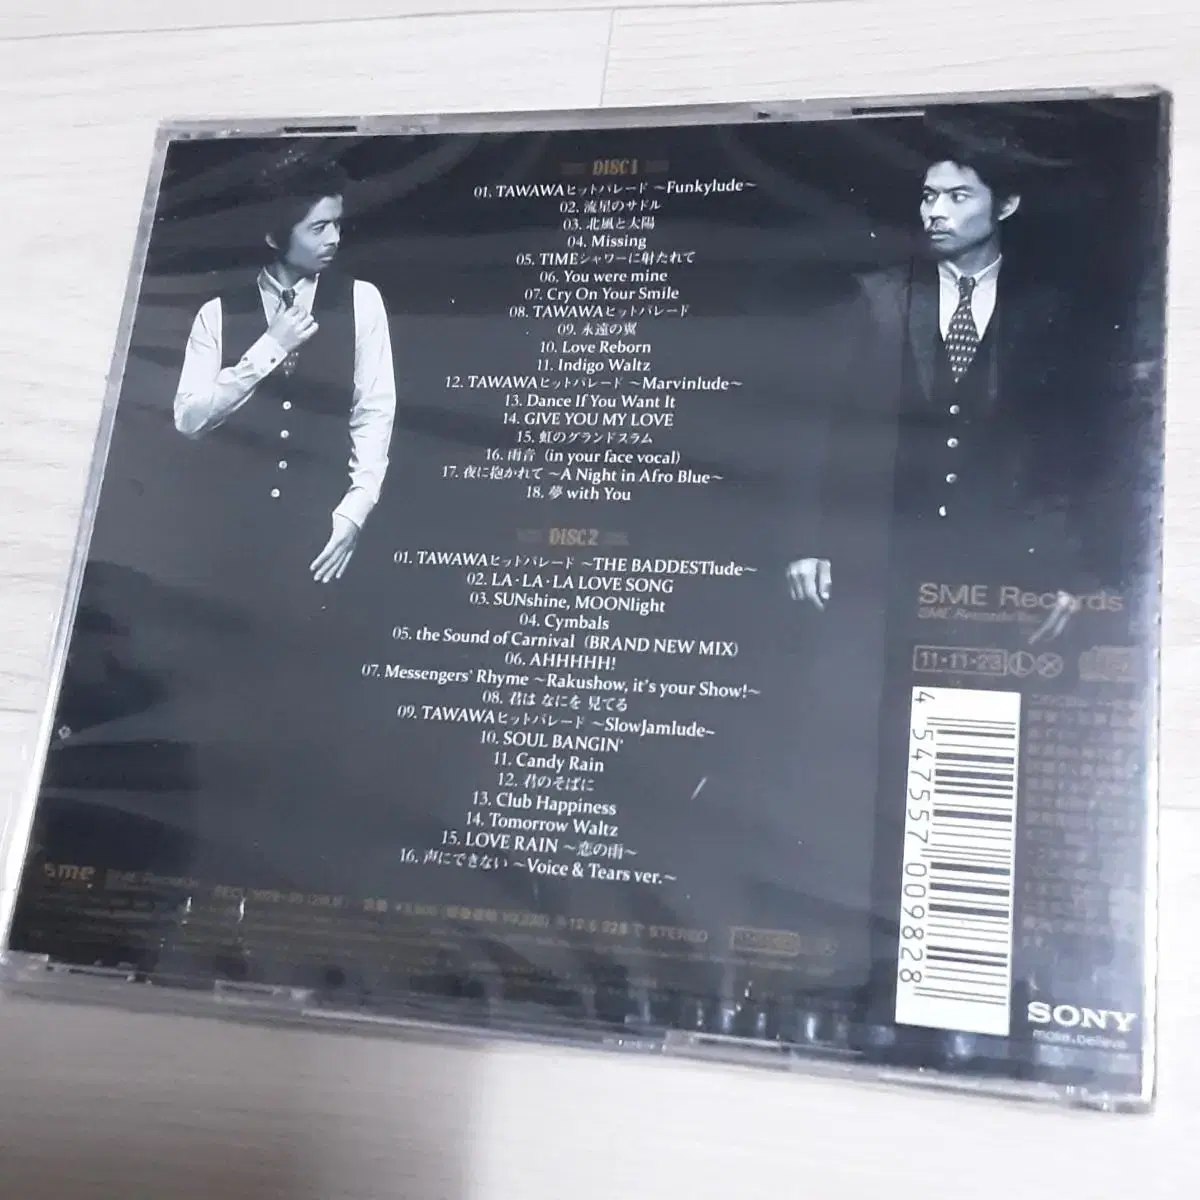 DISC1
01. TAWAWAヒットパレード ~Funkylude~
02. 流星のサドル
03. 北風と太陽
04. Missing
05. TIMEシャワーに射たれて
06. You were mine
07. Cry On Your Smile
08. TAWAWAヒットパレード
09. 永遠の翼
10. Love Reborn
11. Indigo Waltz
12. TAWAWAヒットパレード ~Marvinlude~
13. Dance If You Want It
14. GIVE YOU MY LOVE
15. 虹のグランドスラム
16. 雨音 (in your face vocal)
17. 夜に抱かれて ~A Night in Afro Blue~
18. 夢 with You
DISC2
01. TAWAWAヒットパレード ~THE BADDESTlude~
02. LA・LA・LA LOVE SONG
03. SUNshine, MOONlight
04. Cymbals
05. the Sound of Carnival (BRAND NEW MIX)
06. AHHHHH!
07. Messengers' Rhyme ~Rakushow, it's your Show!~
08. 君は なにを 見てる
09. TAWAWAヒットパレード ~SlowJamlude~
10. SOUL BANGIN'
11. Candy Rain
12. 君のそばに
13. Club Happiness
14. Tomorrow Waltz
15. LOVE RAIN ~恋の雨~
16. 声にできない ~Voice & Tears ver.~
SME Records
SME Records Inc.
11・11・23 Ⓛ Ⓧ
4 547557 009828
SONY
make.believe
sme SME Records
STEREO